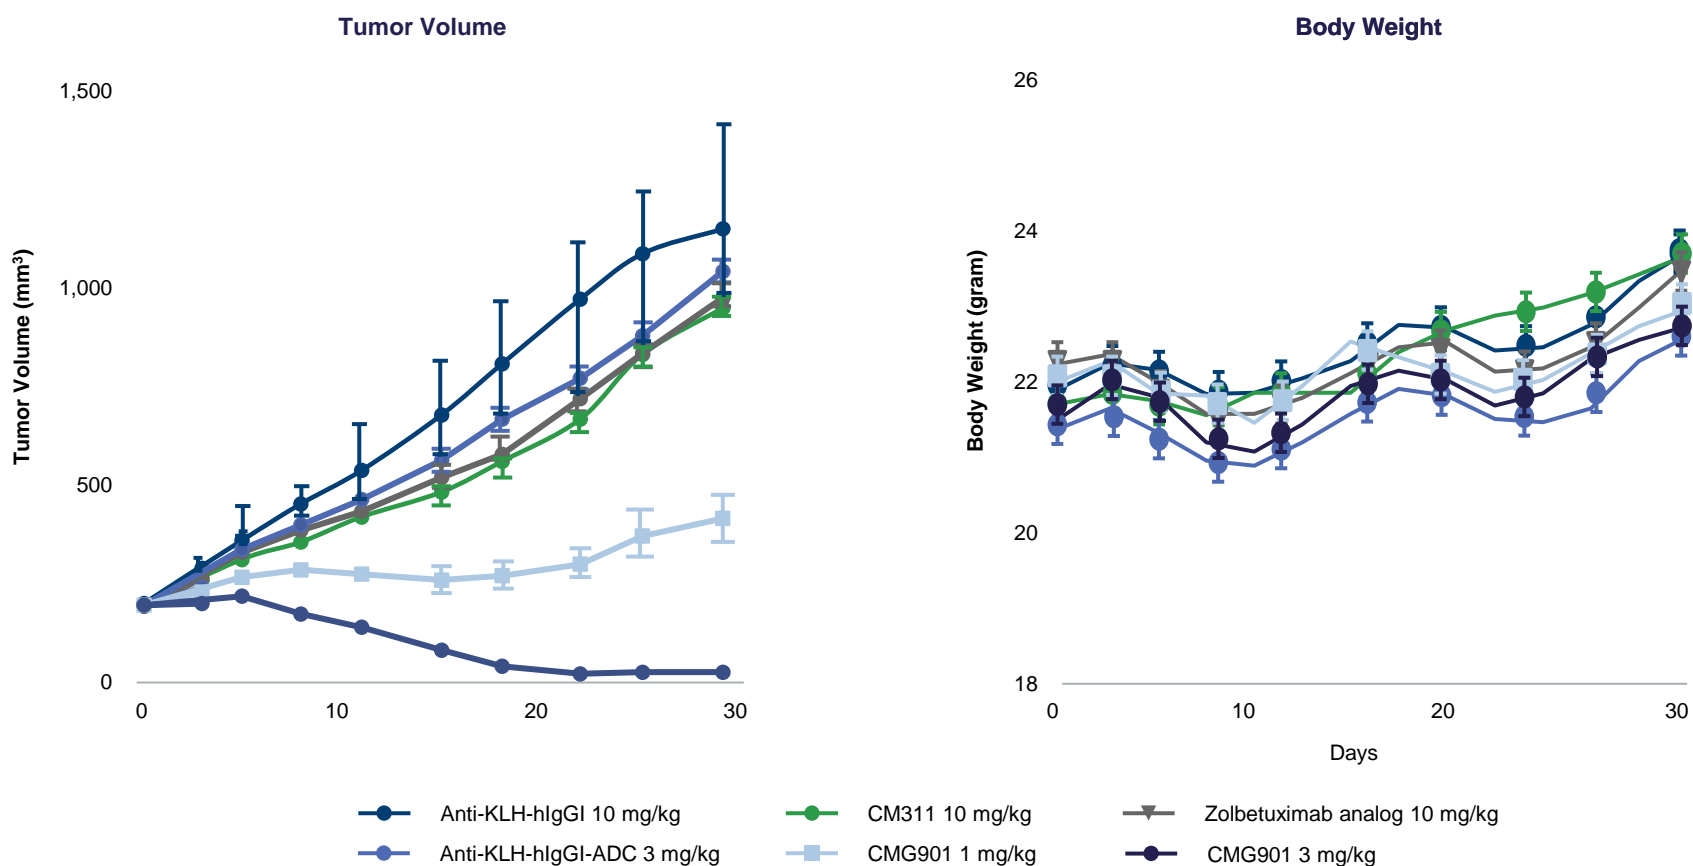 Tumor Volume
Body Weight
Tumor Volume (mm³)
1,500
1,000
500
0
0 10 20 30
Body Weight (gram)
26
24
22
20
18
0 10 20 30
Days
Anti-KLH-hIgGI 10 mg/kg
CM311 10 mg/kg
Zolbetuximab analog 10 mg/kg
Anti-KLH-hIgGI-ADC 3 mg/kg
CMG901 1 mg/kg
CMG901 3 mg/kg